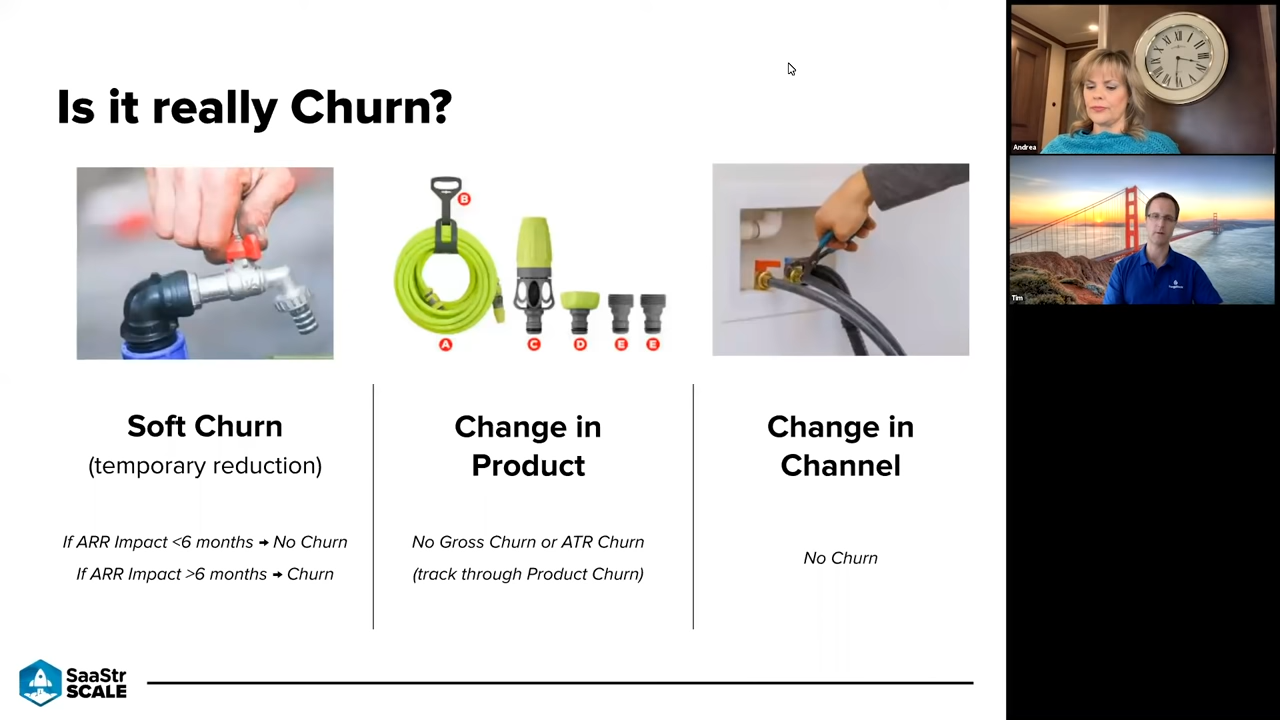 Is it really Churn?
B
A
C
D
E
E
Soft Churn
(temporary reduction)
If ARR Impact <6 months → No Churn
If ARR Impact >6 months → Churn
Change in
Product
No Gross Churn or ATR Churn
(track through Product Churn)
Change in
Channel
No Churn
SaaStr
SCALE
Andrea
Tim